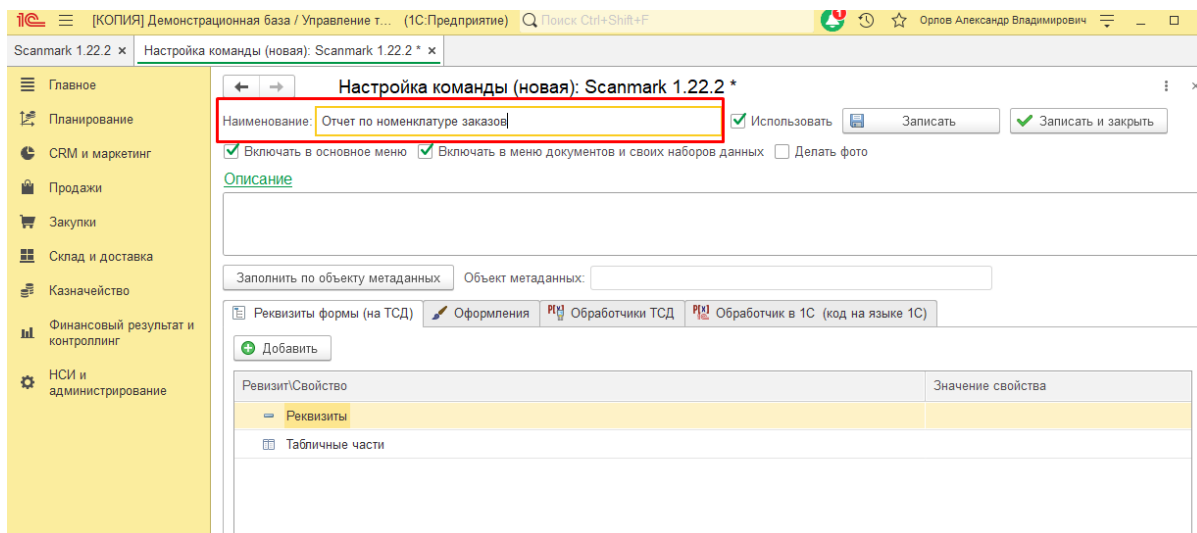 1С [КОПИЯ] Демонстрационная база / Управление т... (1С:Предприятие) Поиск Ctrl+Shift+F 9 Орлов Александр Владимирович
Scanmark 1.22.2 × Настройка команды (новая): Scanmark 1.22.2 * ×
Главное
Планирование
CRM и маркетинг
Продажи
Закупки
Склад и доставка
Казначейство
Финансовый результат и
контроллинг
НСИ и
администрирование
Настройка команды (новая): Scanmark 1.22.2 *
Наименование: Отчет по номенклатуре заказов Использовать Записать Записать и закрыть
Включать в основное меню Включать в меню документов и своих наборов данных Делать фото
Описание
Заполнить по объекту метаданных Объект метаданных:
Реквизиты формы (на ТСД) Оформления Обработчики ТСД Обработчик в 1С (код на языке 1С)
Добавить
Ревизит\Свойство Значение свойства
Реквизиты
Табличные части